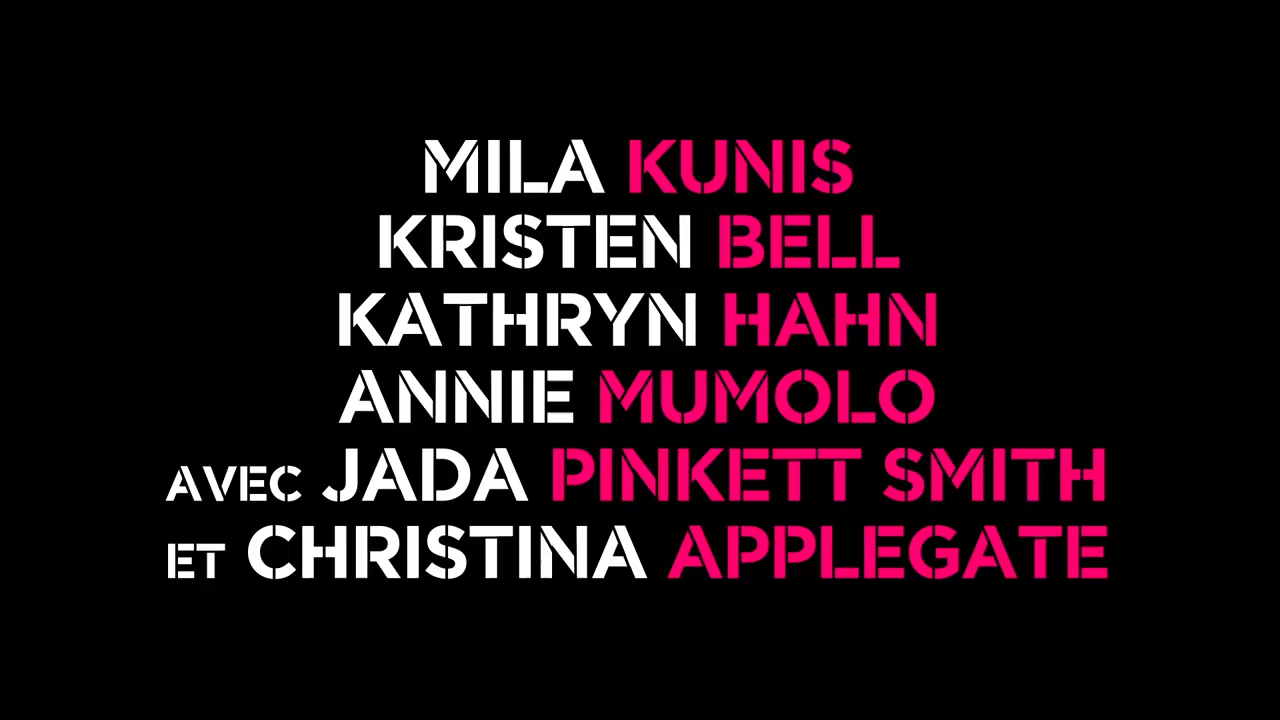 MILA KUNIS
KRISTEN BELL
KATHRYN HAHN
ANNIE MUMOLO
AVEC JADA PINKETT SMITH
ET CHRISTINA APPLEGATE